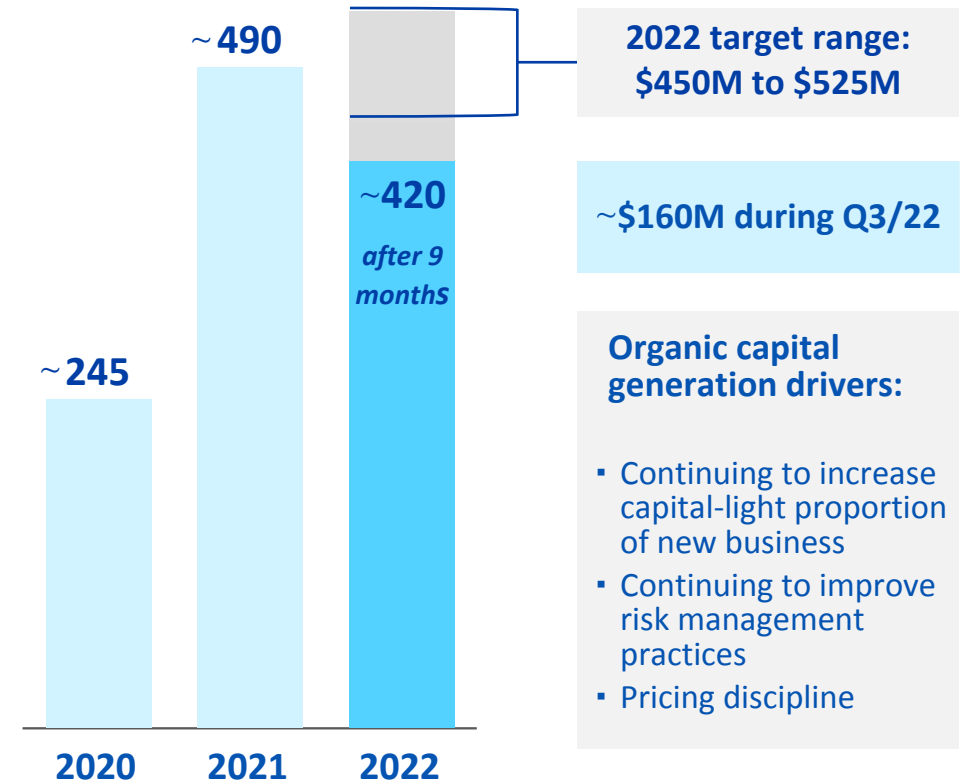 ~245
~490
~420
after 9
months
2020
2021
2022
2022 target range:
$450M to $525M
~$160M during Q3/22
Organic capital
generation drivers:
▪ Continuing to increase
capital-light proportion
of new business
▪ Continuing to improve
risk management
practices
▪ Pricing discipline